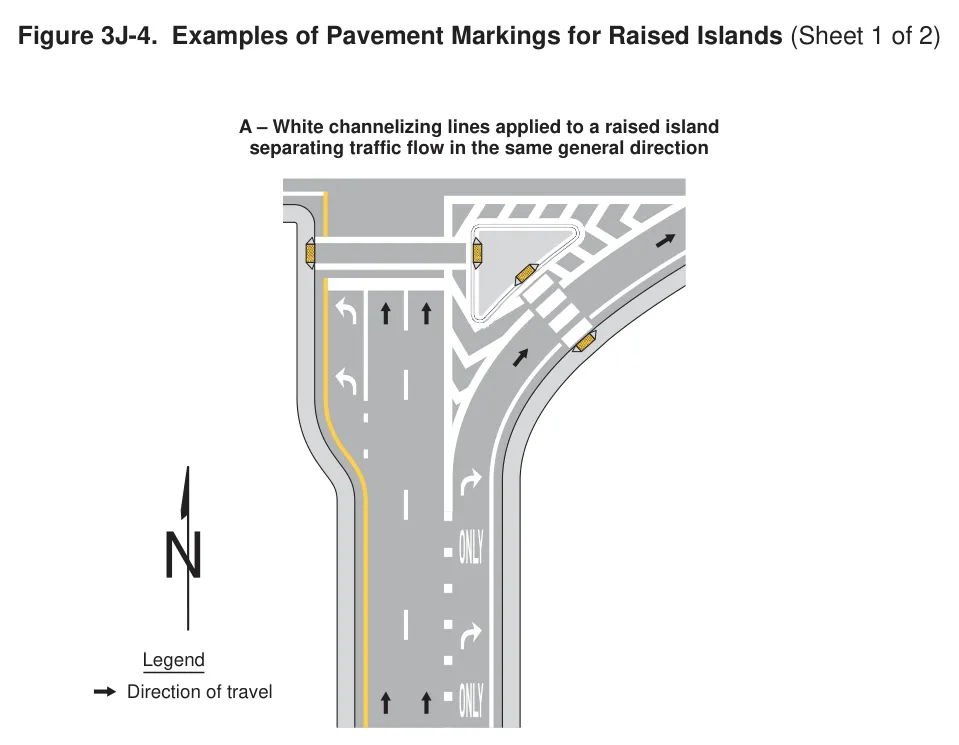 Figure 3J-4. Examples of Pavement Markings for Raised Islands (Sheet 1 of 2)
A – White channelizing lines applied to a raised island
separating traffic flow in the same general direction
ONLY
N
Legend
Direction of travel
ONLY